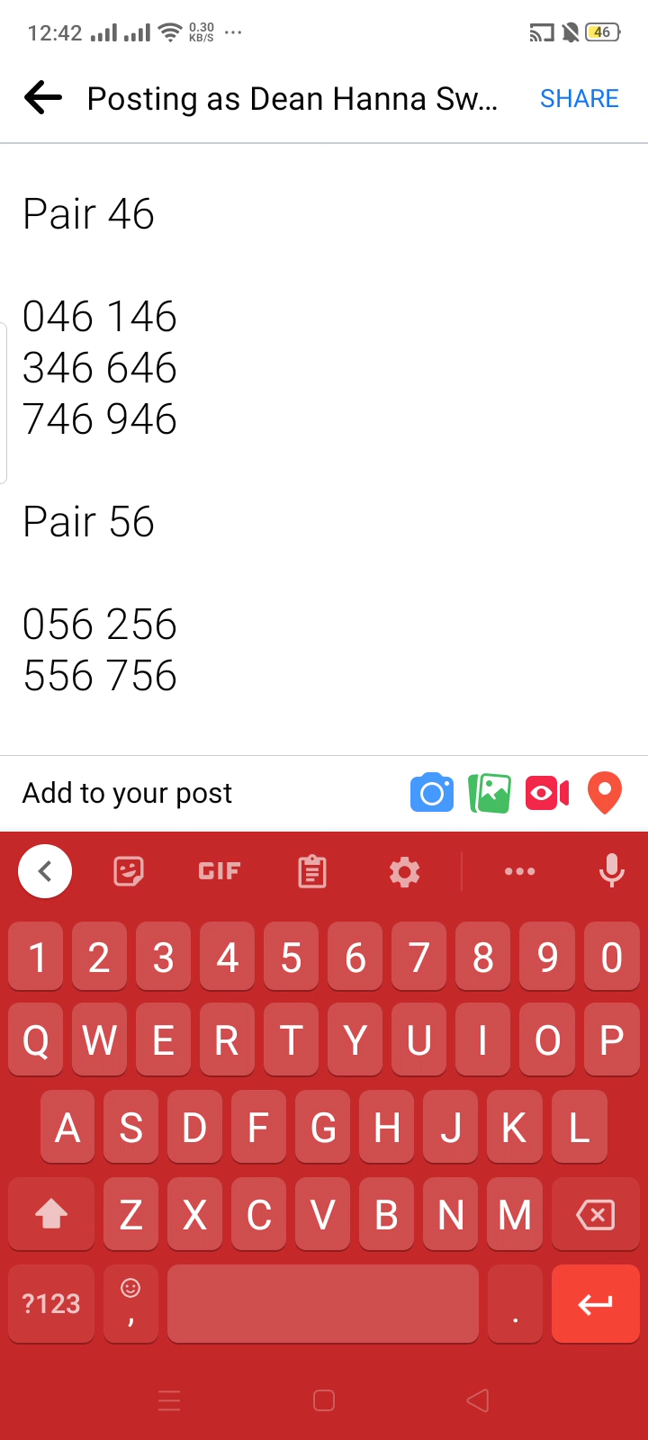 12:42 0.30 KB/S ... 46
Posting as Dean Hanna Sw... SHARE
Pair 46
046 146
346 646
746 946
Pair 56
056 256
556 756
Add to your post
GIF
1 2 3 4 5 6 7 8 9 0
Q W E R T Y U I O P
A S D F G H J K L
Z X C V B N M
?123 , .